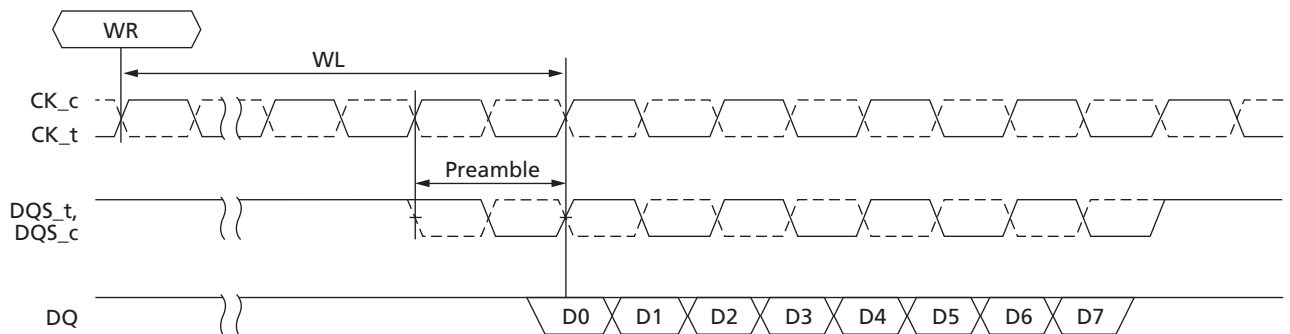 WR
WL
CK_c
CK_t
Preamble
DQS_t,
DQS_c
DQ
D0 D1 D2 D3 D4 D5 D6 D7